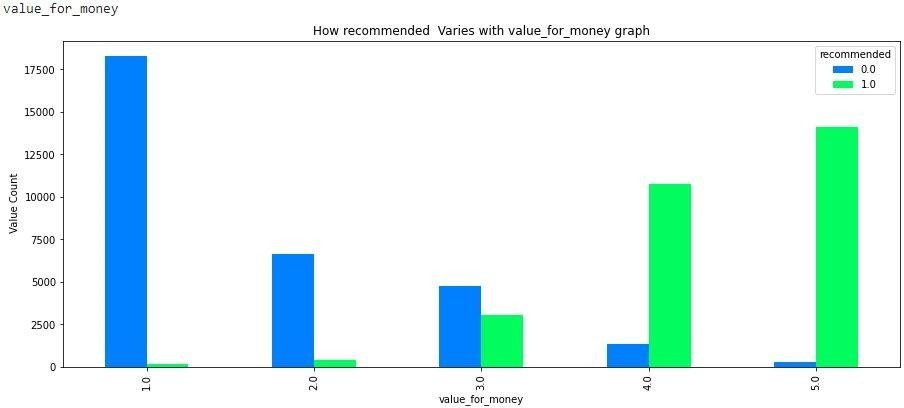 value_for_money
How recommended  Varies with value_for_money graph
recommended
0.0
1.0
17500
15000
12500
10000
7500
5000
2500
0
Value Count
1.0 2.0 3.0 4.0 5.0
value_for_money